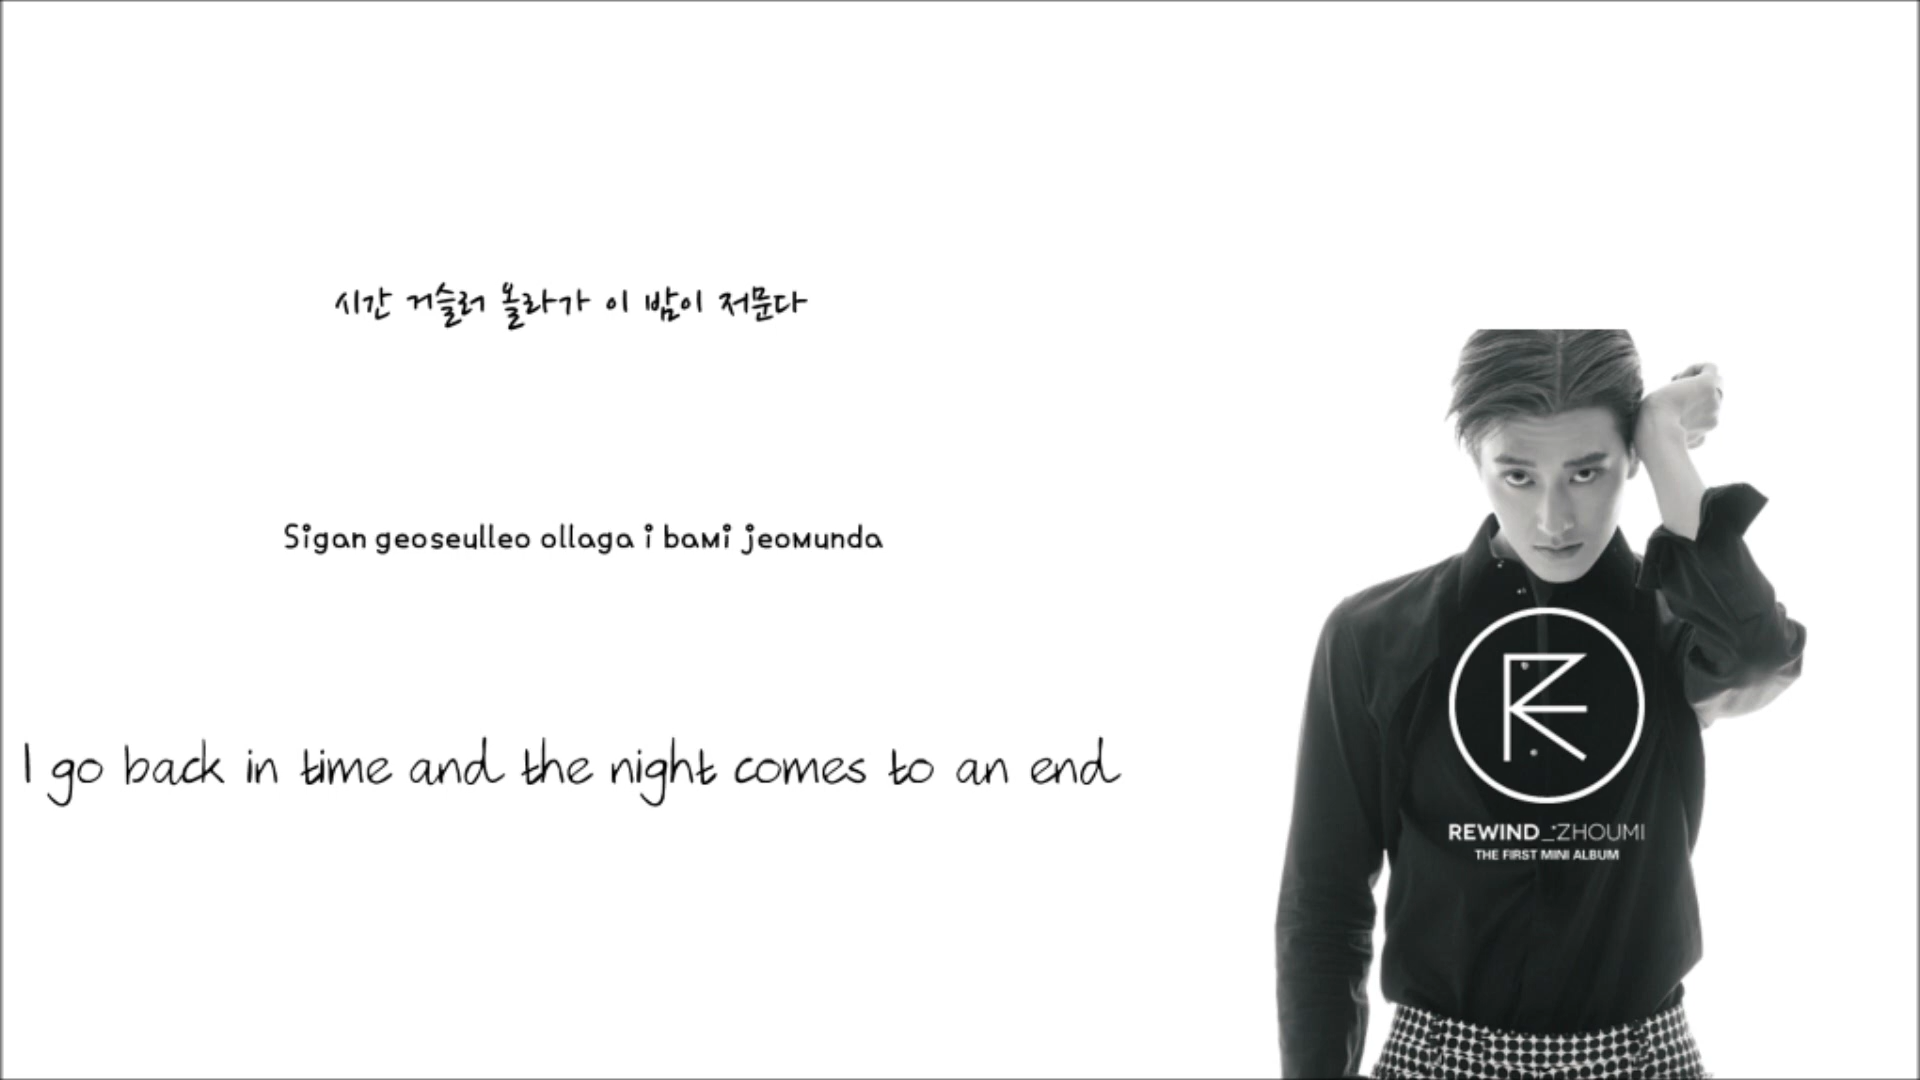 시간 거슬러 올라가 이 밤이 저문다
Sigan geoseulleo ollaga i bami jeomunda
I go back in time and the night comes to an end
RE
REWIND_ZHOUMI
THE FIRST MINI ALBUM